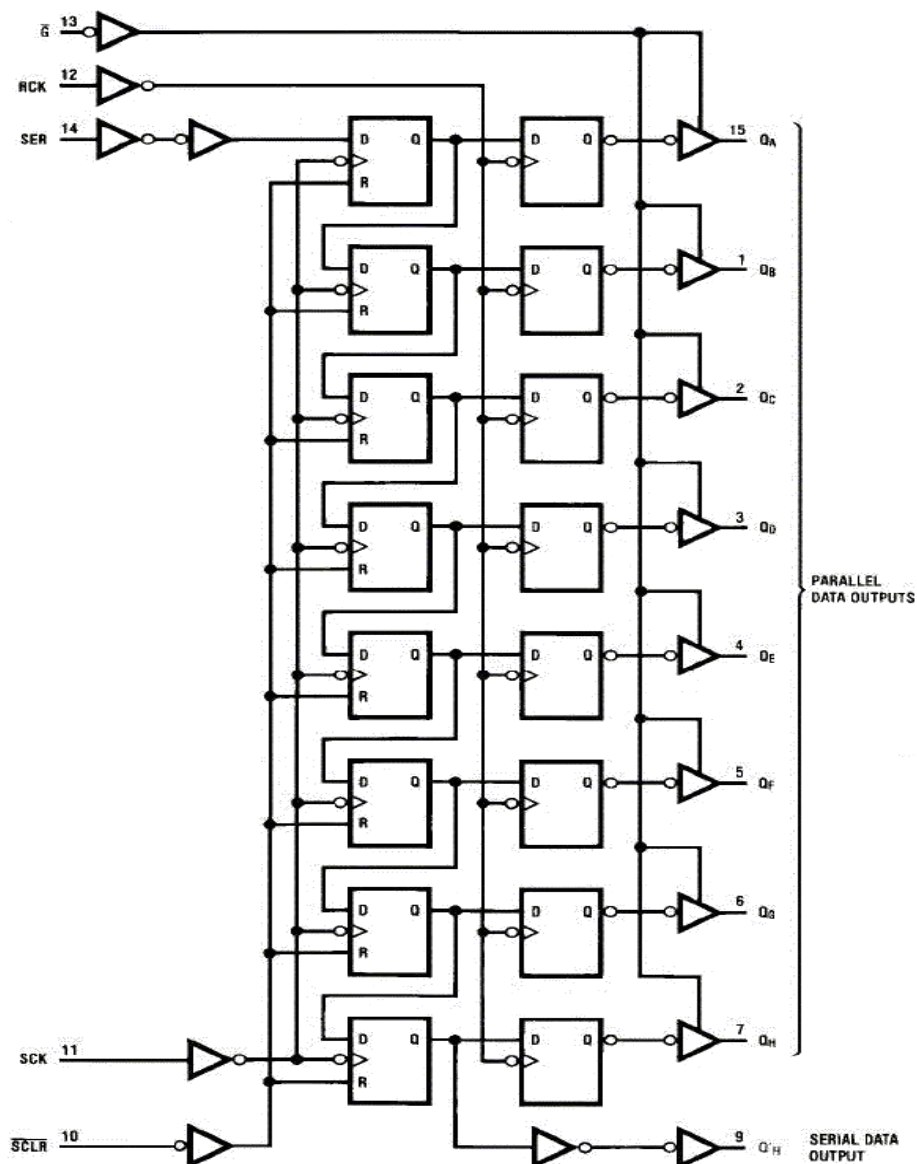 G̅ 13
RCK 12
SER 14
D Q D Q 15 QA
R
D Q D Q 1 QB
R
D Q D Q 2 QC
R
D Q D Q 3 QD
R
PARALLEL
DATA OUTPUTS
D Q D Q 4 QE
R
D Q D Q 5 QF
R
D Q D Q 6 QG
R
D Q D Q 7 QH
SCK 11
R
S̅C̅L̅R̅ 10
9 Q'H SERIAL DATA
OUTPUT